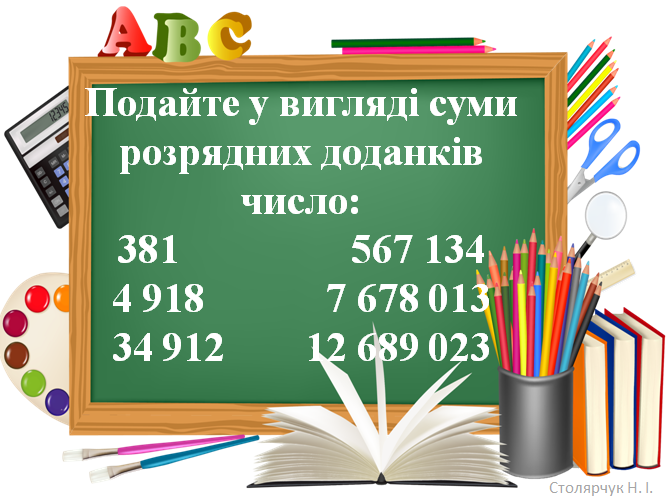 ABC
Подайте у вигляді суми
розрядних доданків
число:
381 567 134
4 918 7 678 013
34 912 12 689 023
Столярчук Н. І.